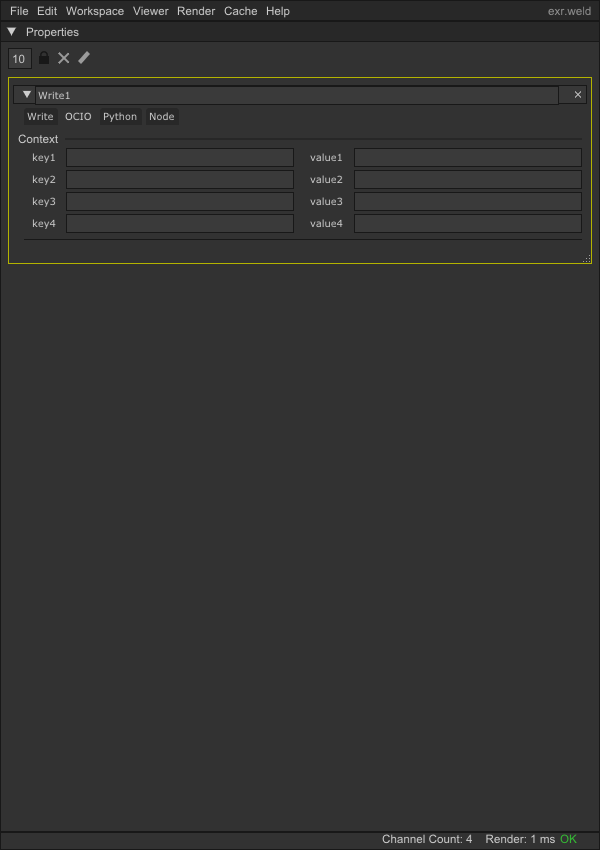 File Edit Workspace Viewer Render Cache Help exr.weld
Properties
10
Write1
Write OCIO Python Node
Context
key1 value1
key2 value2
key3 value3
key4 value4
Channel Count: 4 Render: 1 ms OK